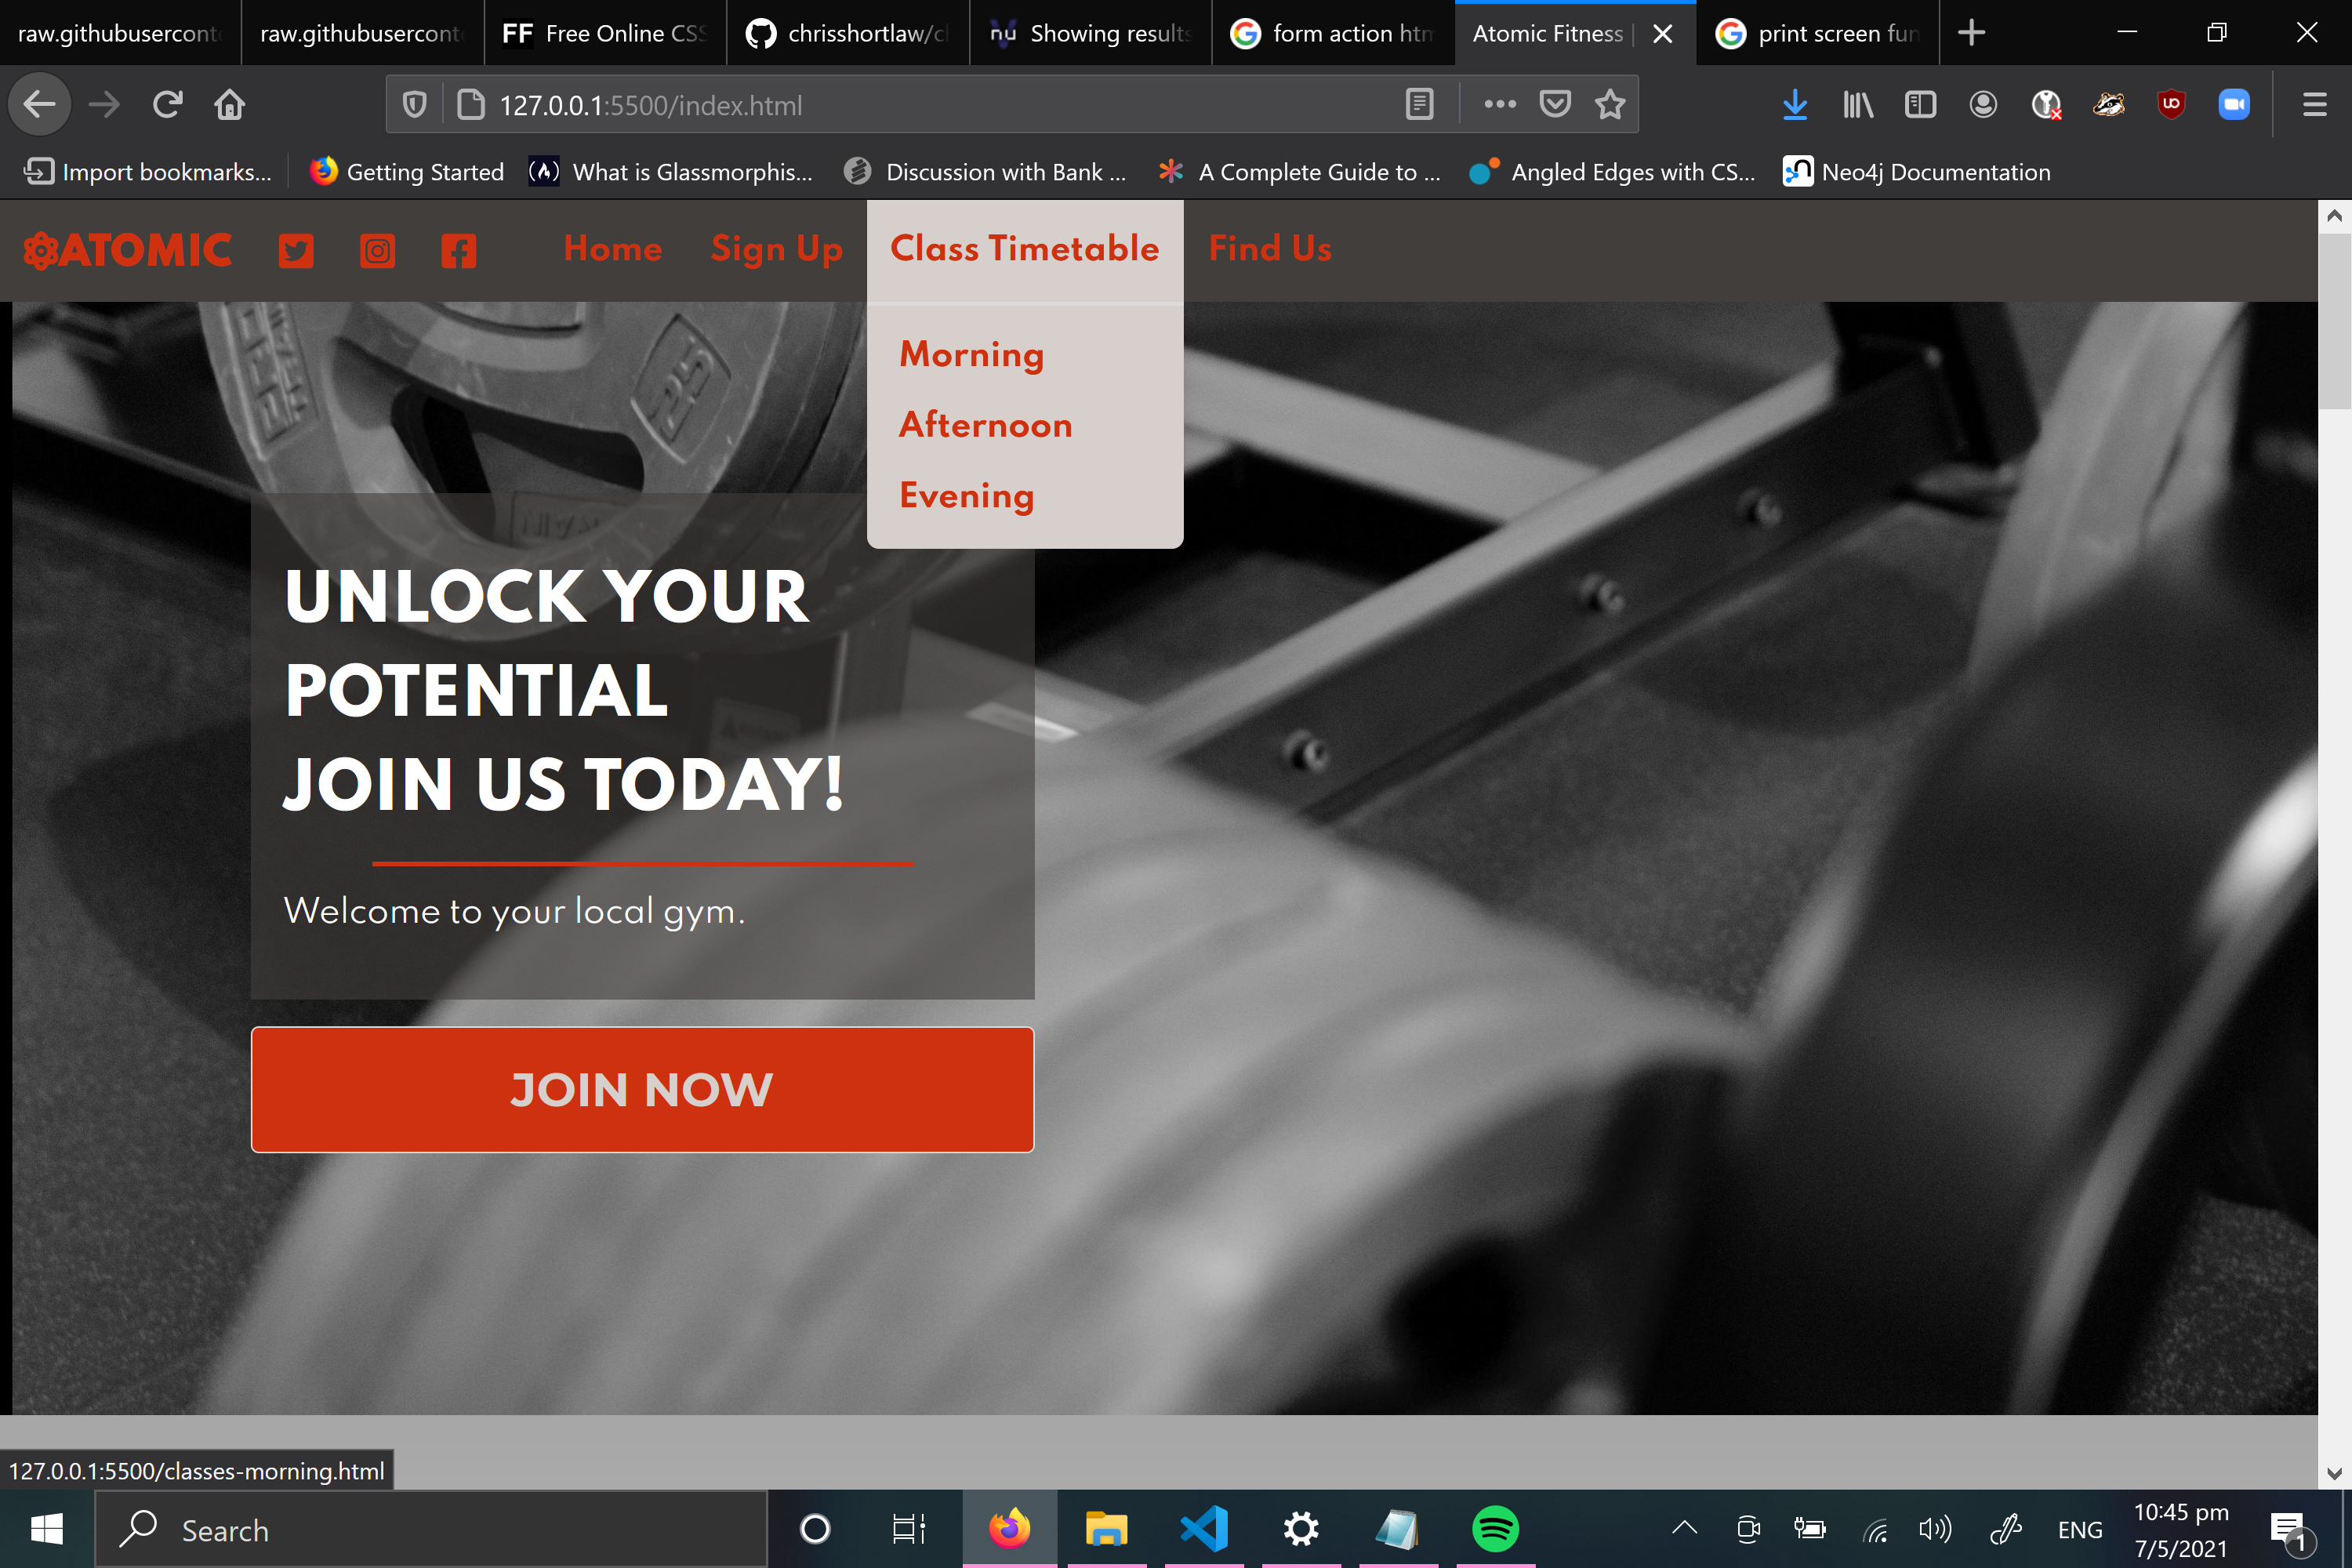 raw.githubuserconte
raw.githubuserconte
FF Free Online CSS
chrisshortlaw/cl
nu Showing results
form action htm
Atomic Fitness |
print screen fun
127.0.0.1:5500/index.html
Import bookmarks...
Getting Started
What is Glassmorphis...
Discussion with Bank ...
A Complete Guide to ...
Angled Edges with CS...
Neo4j Documentation
ATOMIC
Home
Sign Up
Class Timetable
Find Us
Morning
Afternoon
Evening
25
UNLOCK YOUR
POTENTIAL
JOIN US TODAY!
Welcome to your local gym.
JOIN NOW
127.0.0.1:5500/classes-morning.html
Search
ENG
10:45 pm
7/5/2021
1